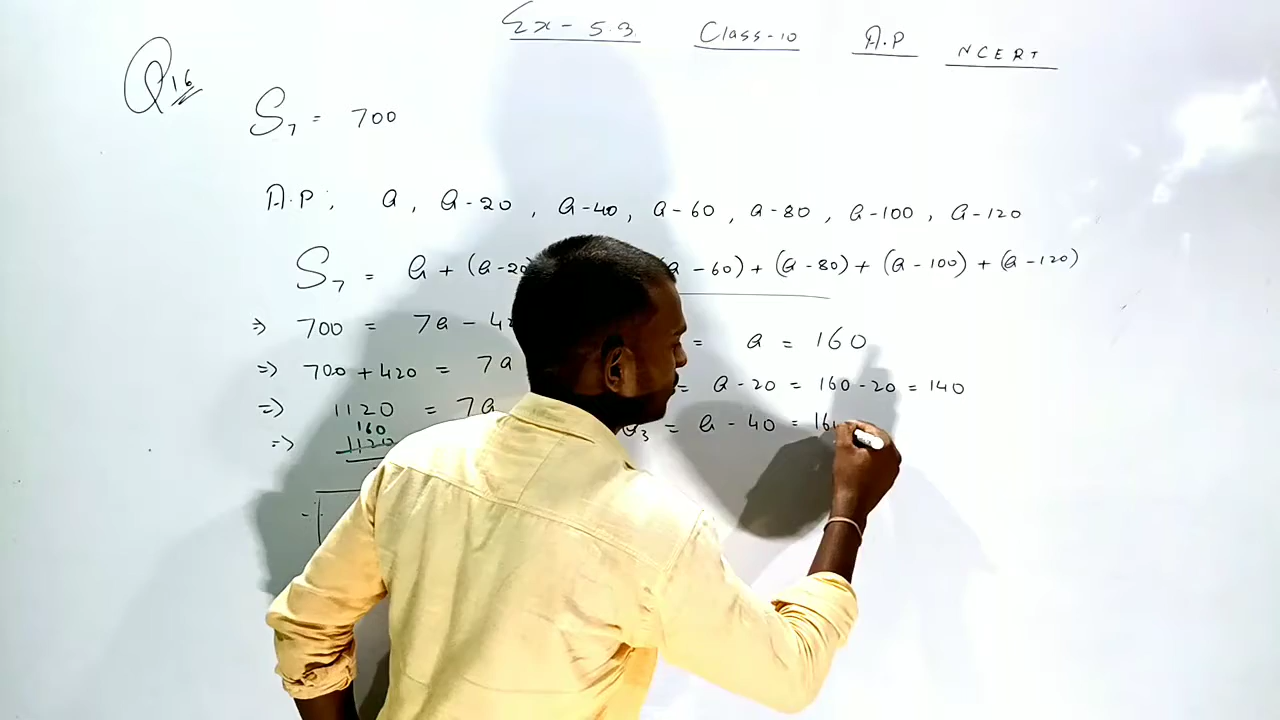 Ex - 5.3 Class-10 A.P NCERT
Q16
S7 = 700
A.P; a, a-20, a-40, a-60, a-80, a-100, a-120
S7 = a + (a-20 a - 60) + (a - 80) + (a - 100) + (a - 120)
=> 700 = 7a - 42
= a = 160
=> 700 + 420 = 7a
= a - 20 = 160 - 20 = 140
=> 1120 = 7a
a3 = a - 40 = 16
160
=> 1120